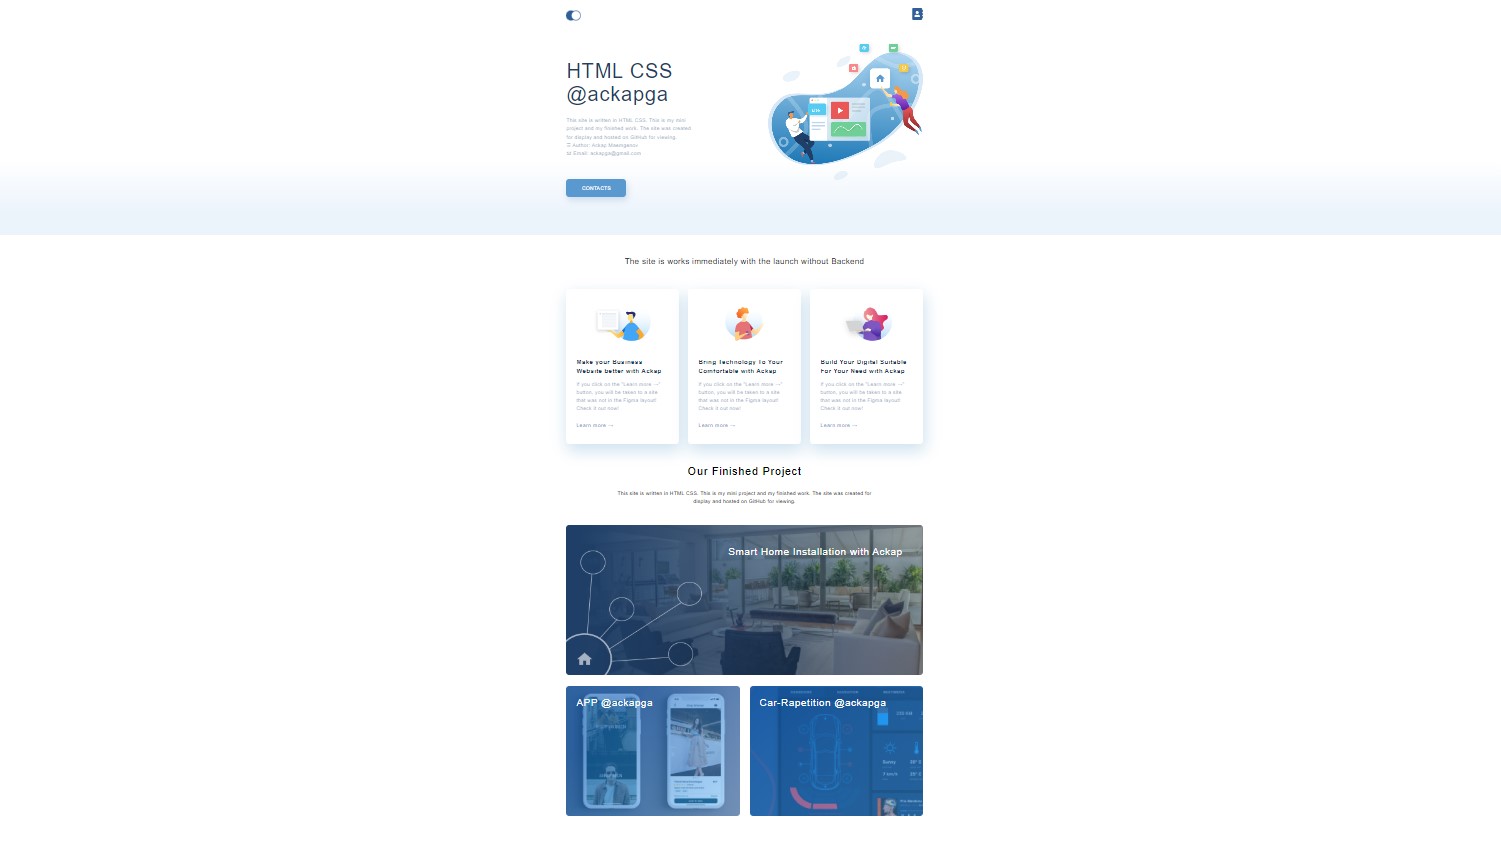 HTML CSS
@ackapga
This site is written in HTML CSS. This is my mini
project and my finished work. The site was created
for display and hosted on GitHub for viewing.
Author: Ackap
Email: ackapga@gmail.com
CONTACTS
The site is works immediately with the launch without Backend
Make your Business
Website better with Ackap
If you click on the "Learn more →"
button, you will be taken to a site
that was not in the Figma layout!
Check it out now!
Learn more →
Bring Technology To Your
Comfortable with Ackap
If you click on the "Learn more →"
button, you will be taken to a site
that was not in the Figma layout!
Check it out now!
Learn more →
Build Your Digital Suitable
For Your Need with Ackap
If you click on the "Learn more →"
button, you will be taken to a site
that was not in the Figma layout!
Check it out now!
Learn more →
Our Finished Project
This site is written in HTML CSS. This is my mini project and my finished work. The site was created for
display and hosted on GitHub for viewing.
Smart Home Installation with Ackap
APP @ackapga
Car-Rapetition @ackapga
Sunny